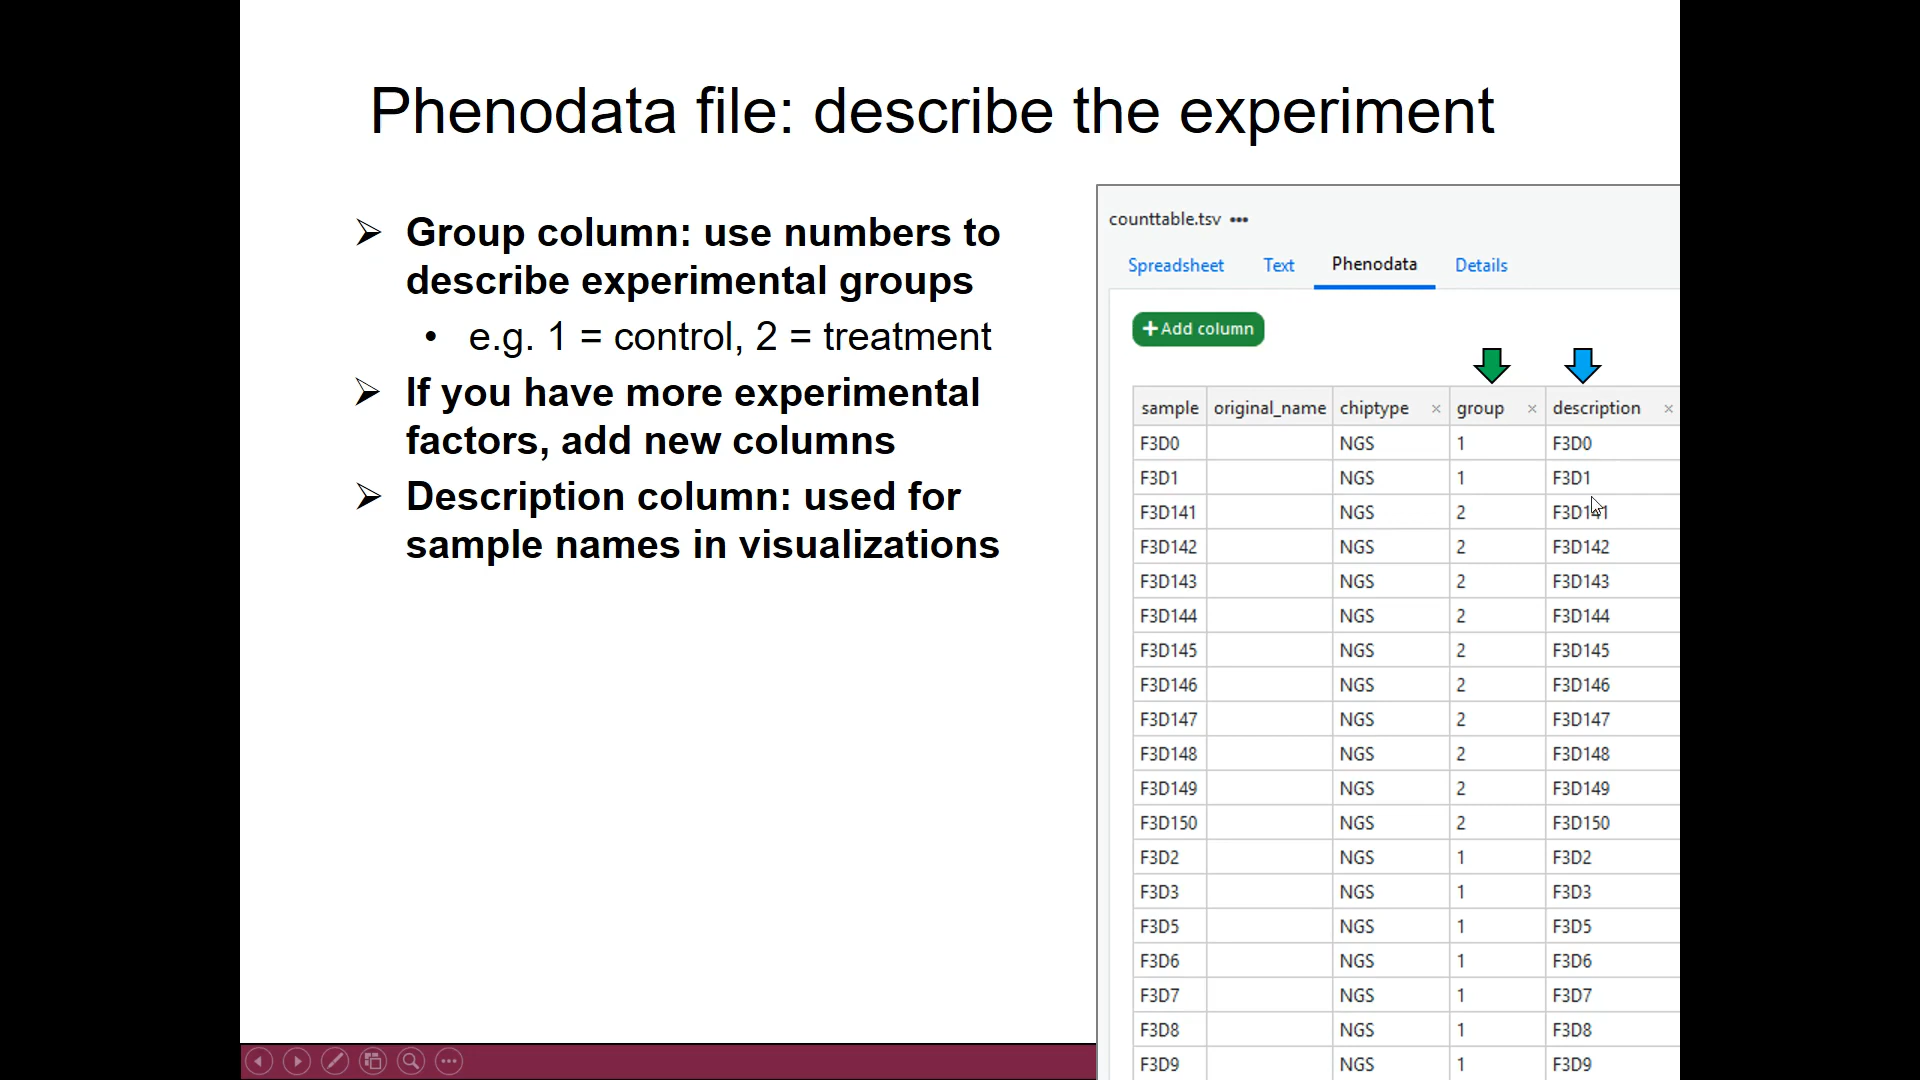 Phenodata file: describe the experiment
➢ Group column: use numbers to
describe experimental groups
• e.g. 1 = control, 2 = treatment
➢ If you have more experimental
factors, add new columns
➢ Description column: used for
sample names in visualizations
counttable.tsv •••
Spreadsheet Text Phenodata Details
+ Add column
sample original_name chiptype × group × description ×
F3D0 NGS 1 F3D0
F3D1 NGS 1 F3D1
F3D141 NGS 2 F3D141
F3D142 NGS 2 F3D142
F3D143 NGS 2 F3D143
F3D144 NGS 2 F3D144
F3D145 NGS 2 F3D145
F3D146 NGS 2 F3D146
F3D147 NGS 2 F3D147
F3D148 NGS 2 F3D148
F3D149 NGS 2 F3D149
F3D150 NGS 2 F3D150
F3D2 NGS 1 F3D2
F3D3 NGS 1 F3D3
F3D5 NGS 1 F3D5
F3D6 NGS 1 F3D6
F3D7 NGS 1 F3D7
F3D8 NGS 1 F3D8
F3D9 NGS 1 F3D9